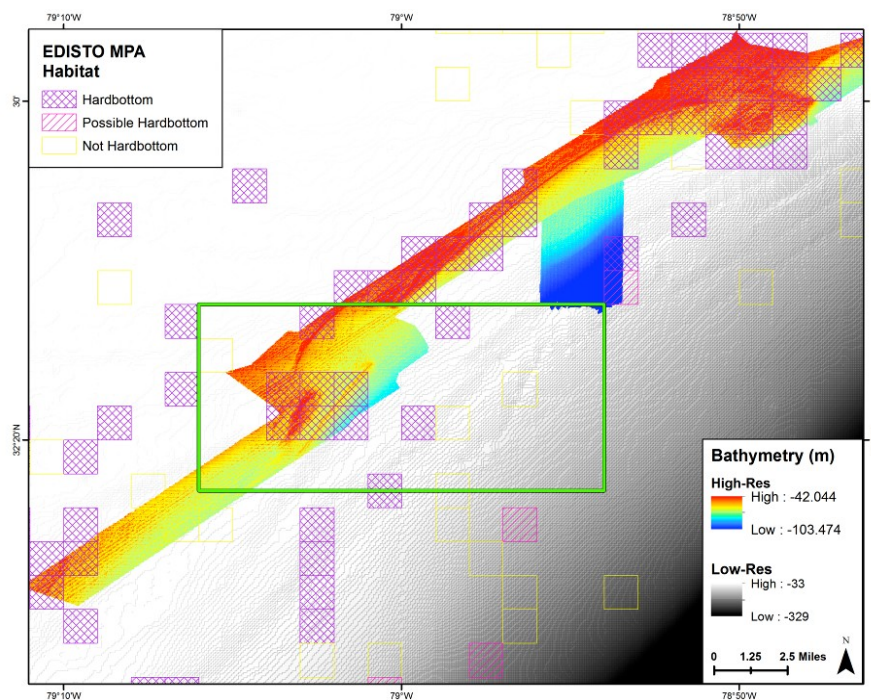 79°10'W 79°W 78°50'W
EDISTO MPA
Habitat
Hardbottom
Possible Hardbottom
Not Hardbottom
30'
32°20'N
32°20'N
Bathymetry (m)
High-Res
High : -42.044
Low : -103.474
Low-Res
High : -33
Low : -329
N
0 1.25 2.5 Miles
79°10'W 79°W 78°50'W